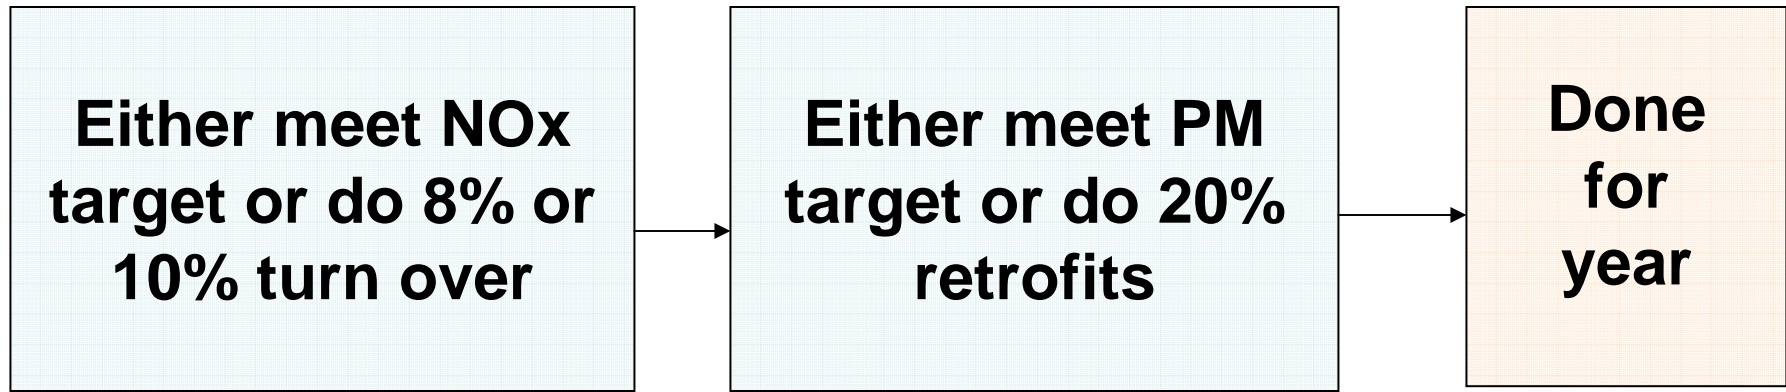 Either meet NOx
target or do 8% or
10% turn over
Either meet PM
target or do 20%
retrofits
Done
for
year